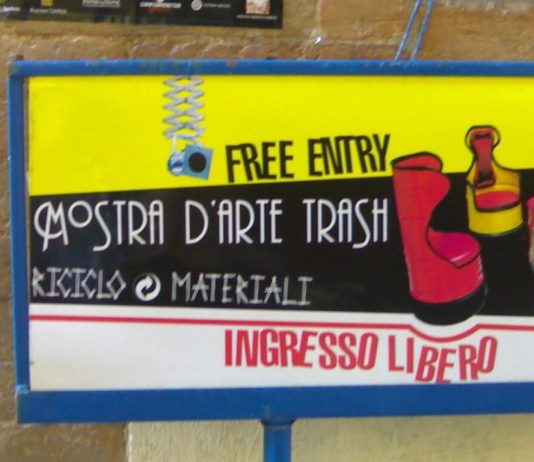 FREE ENTRY
MOSTRA D'ARTE TRASH
RICICLO MATERIALI
INGRESSO LIBERO